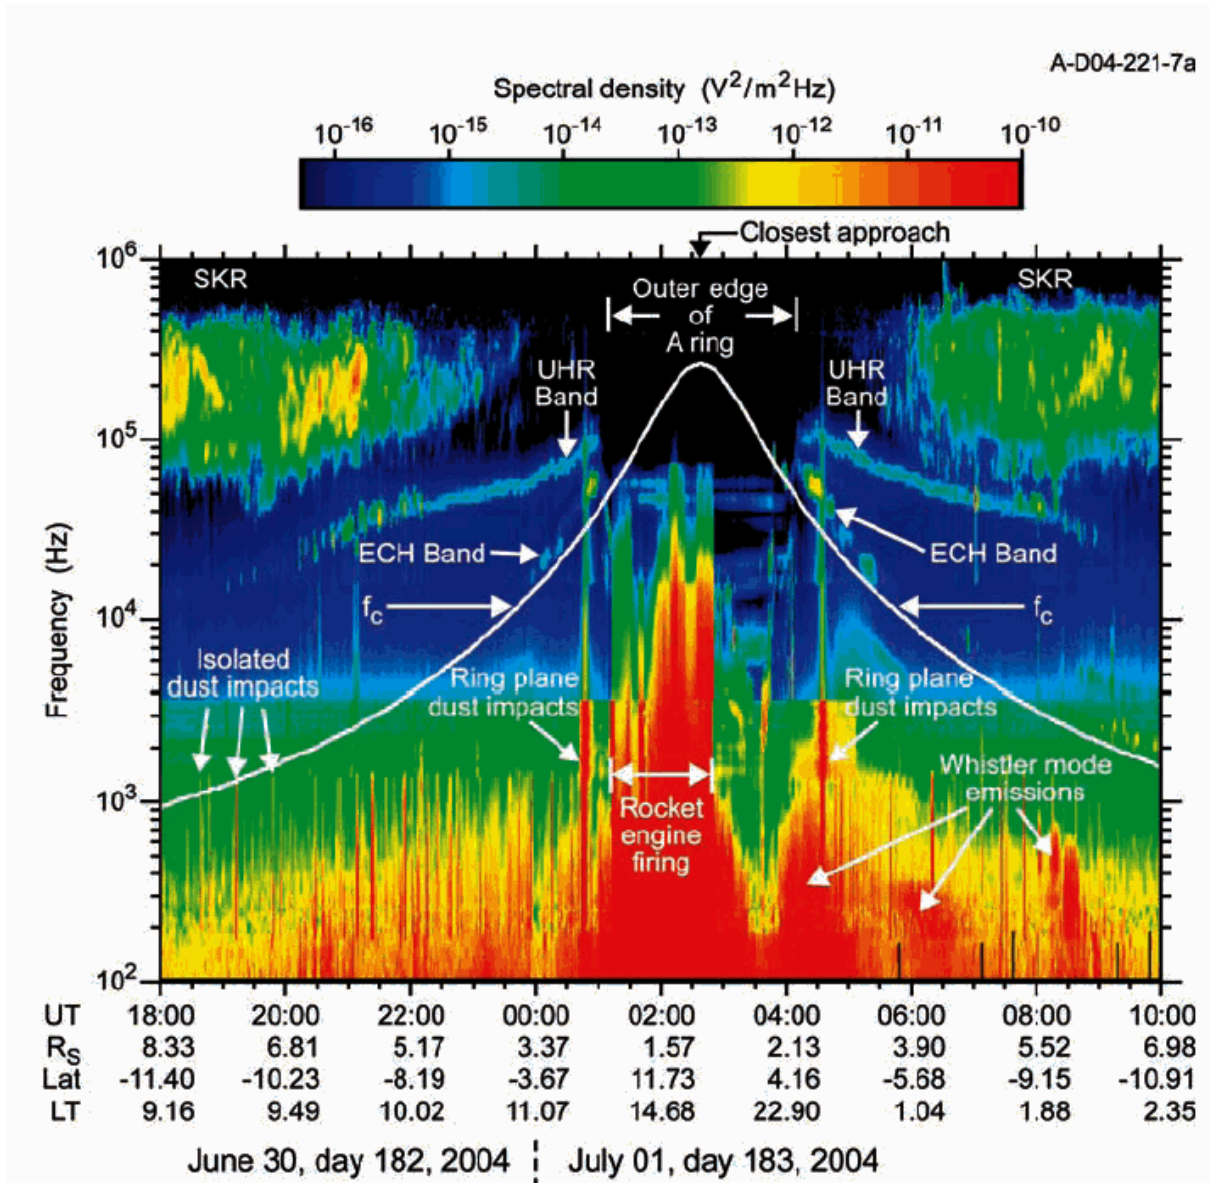 A-D04-221-7a
Spectral density (V²/m²Hz)
10⁻¹⁶ 10⁻¹⁵ 10⁻¹⁴ 10⁻¹³ 10⁻¹² 10⁻¹¹ 10⁻¹⁰
Closest approach
10⁶
SKR
SKR
Outer edge
of
A ring
UHR
Band
UHR
Band
10⁵
Frequency (Hz)
ECH Band
ECH Band
fc
fc
10⁴
Isolated
dust impacts
Ring plane
dust impacts
Ring plane
dust impacts
Whistler mode
emissions
10³
Rocket
engine
firing
10²
UT 18:00 20:00 22:00 00:00 02:00 04:00 06:00 08:00 10:00
RS 8.33 6.81 5.17 3.37 1.57 2.13 3.90 5.52 6.98
Lat -11.40 -10.23 -8.19 -3.67 11.73 4.16 -5.68 -9.15 -10.91
LT 9.16 9.49 10.02 11.07 14.68 22.90 1.04 1.88 2.35
June 30, day 182, 2004 July 01, day 183, 2004